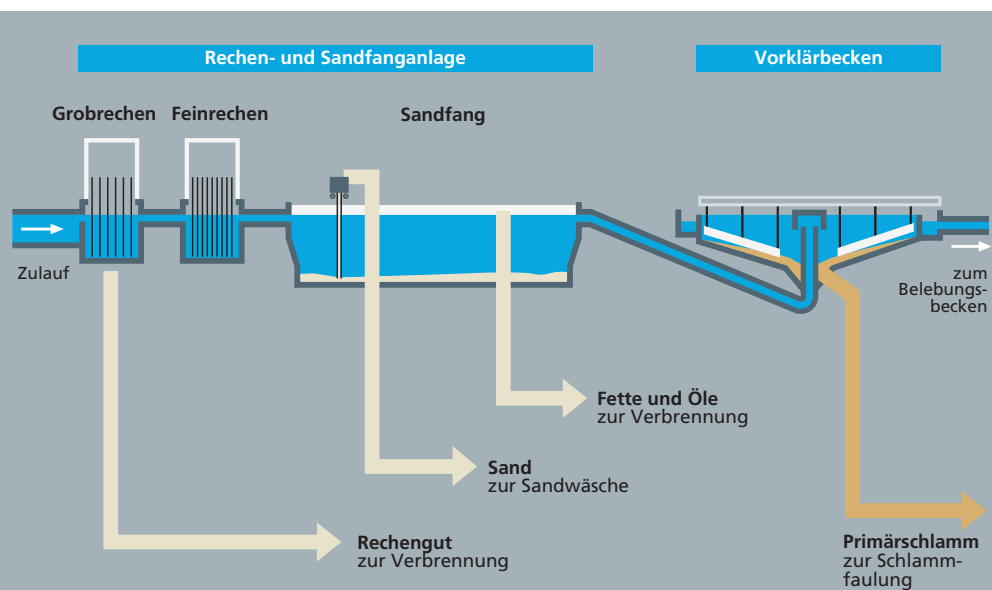 Rechen- und Sandfanganlage
Vorklärbecken
Grobrechen
Feinrechen
Sandfang
Zulauf
zum
Belebungs-
becken
Fette und Öle
zur Verbrennung
Sand
zur Sandwäsche
Rechengut
zur Verbrennung
Primärschlamm
zur Schlamm-
faulung